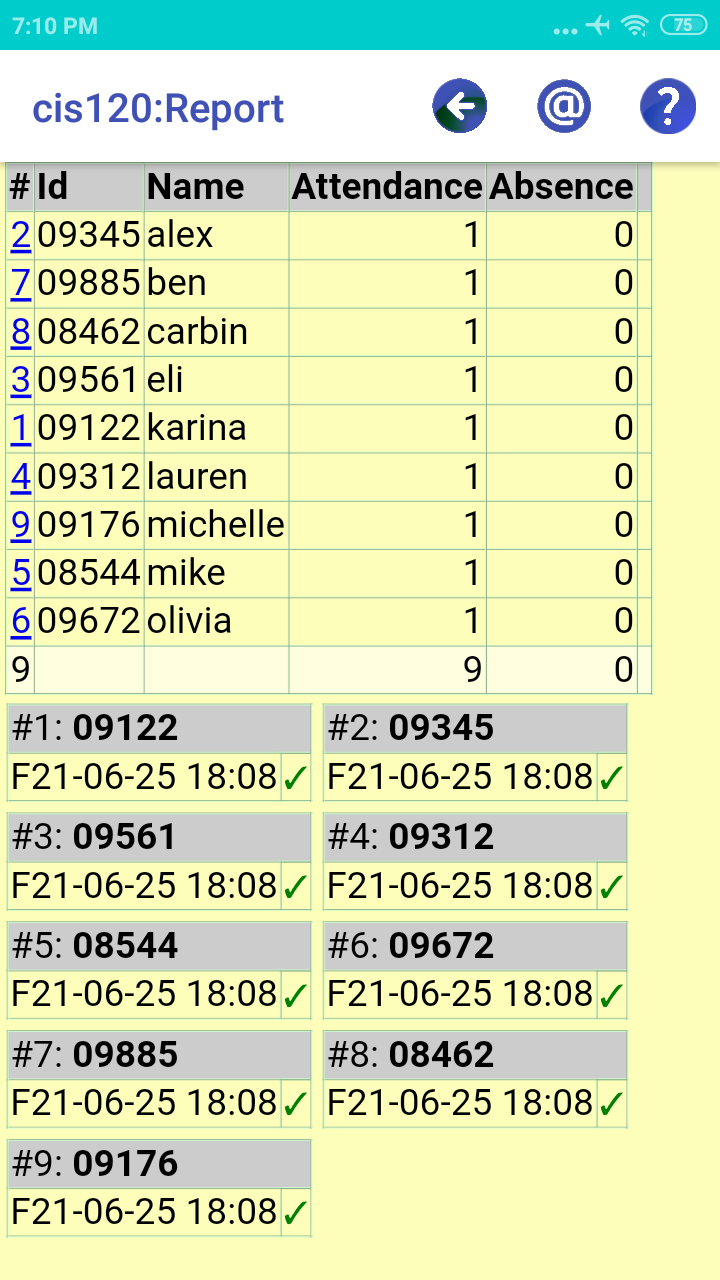 7:10 PM 75
cis120:Report
# Id Name Attendance Absence
2 09345 alex 1 0
7 09885 ben 1 0
8 08462 carbin 1 0
3 09561 eli 1 0
1 09122 karina 1 0
4 09312 lauren 1 0
9 09176 michelle 1 0
5 08544 mike 1 0
6 09672 olivia 1 0
9 9 0
#1: 09122 #2: 09345
F21-06-25 18:08 ✓ F21-06-25 18:08 ✓
#3: 09561 #4: 09312
F21-06-25 18:08 ✓ F21-06-25 18:08 ✓
#5: 08544 #6: 09672
F21-06-25 18:08 ✓ F21-06-25 18:08 ✓
#7: 09885 #8: 08462
F21-06-25 18:08 ✓ F21-06-25 18:08 ✓
#9: 09176
F21-06-25 18:08 ✓